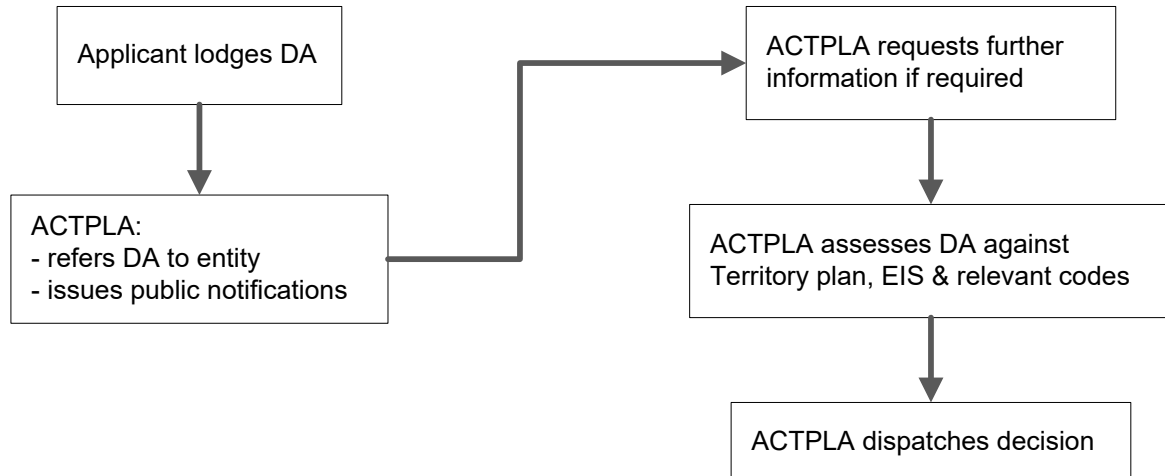 Applicant lodges DA
ACTPLA:
- refers DA to entity
- issues public notifications
ACTPLA requests further
information if required
ACTPLA assesses DA against
Territory plan, EIS & relevant codes
ACTPLA dispatches decision